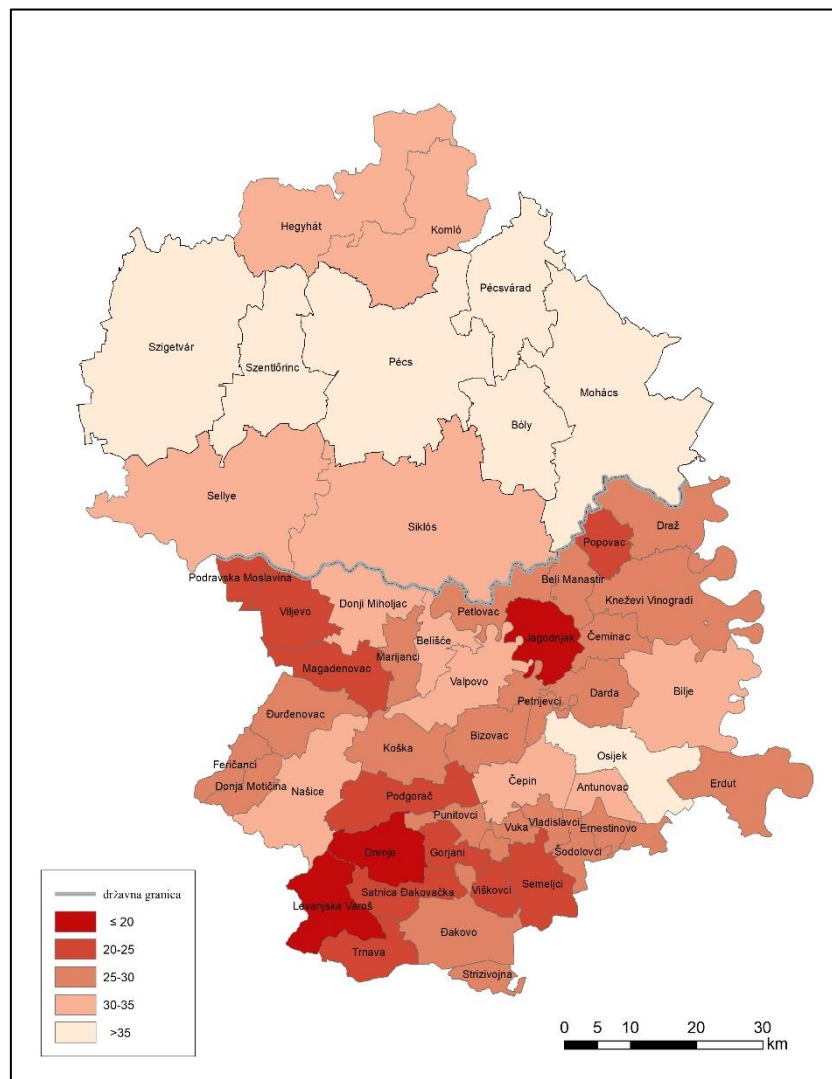 Hegyhát
Komló
Pécsvárad
Szigetvár
Szentlőrinc
Pécs
Mohács
Bóly
Sellye
Siklós
Draž
Popovac
Podravska Moslavina
Beli Manastir
Viljevo
Donji Miholjac
Petlovac
Kneževi Vinogradi
Belišće
Jagodnjak
Čeminac
Marijanci
Magadenovac
Valpovo
Petrijevci
Darda
Bilje
Đurđenovac
Koška
Bizovac
Osijek
Feričanci
Donja Motičina
Našice
Čepin
Antunovac
Erdut
Podgorač
Punitovci
Vuka
Vladislavci
Ernestinovo
Drenje
Gorjani
Šodolovci
Satnica Đakovačka
Viškovci
Semeljci
Levanjska Varoš
Đakovo
Trnava
Strizivojna
državna granica
≤ 20
20-25
25-30
30-35
>35
0 5 10 20 30
km